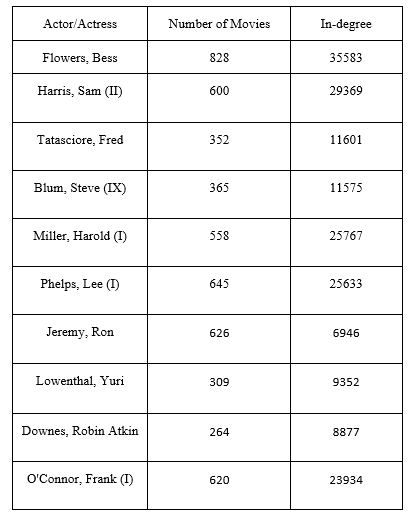 Actor/Actress Number of Movies In-degree
Flowers, Bess 828 35583
Harris, Sam (II) 600 29369
Tatasciore, Fred 352 11601
Blum, Steve (IX) 365 11575
Miller, Harold (I) 558 25767
Phelps, Lee (I) 645 25633
Jeremy, Ron 626 6946
Lowenthal, Yuri 309 9352
Downes, Robin Atkin 264 8877
O'Connor, Frank (I) 620 23934